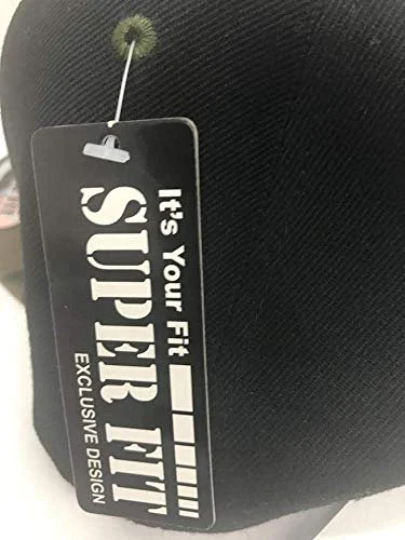 It's Your Fit
SUPER FIT
EXCLUSIVE DESIGN